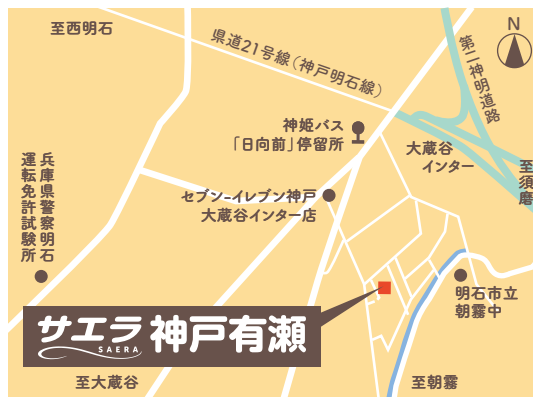 至西明石
県道21号線(神戸明石線)
N
第二神明道路
神姫バス
「日向前」停留所
大蔵谷
インター
至須磨
兵庫県警察明石
運転免許試験所
セブン-イレブン神戸
大蔵谷インター店
明石市立
朝霧中
サエラ
SAERA
神戸有瀬
至大蔵谷
至朝霧